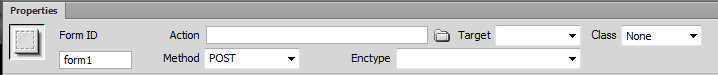 Properties
Form ID Action Target Class None
form1 Method POST Enctype